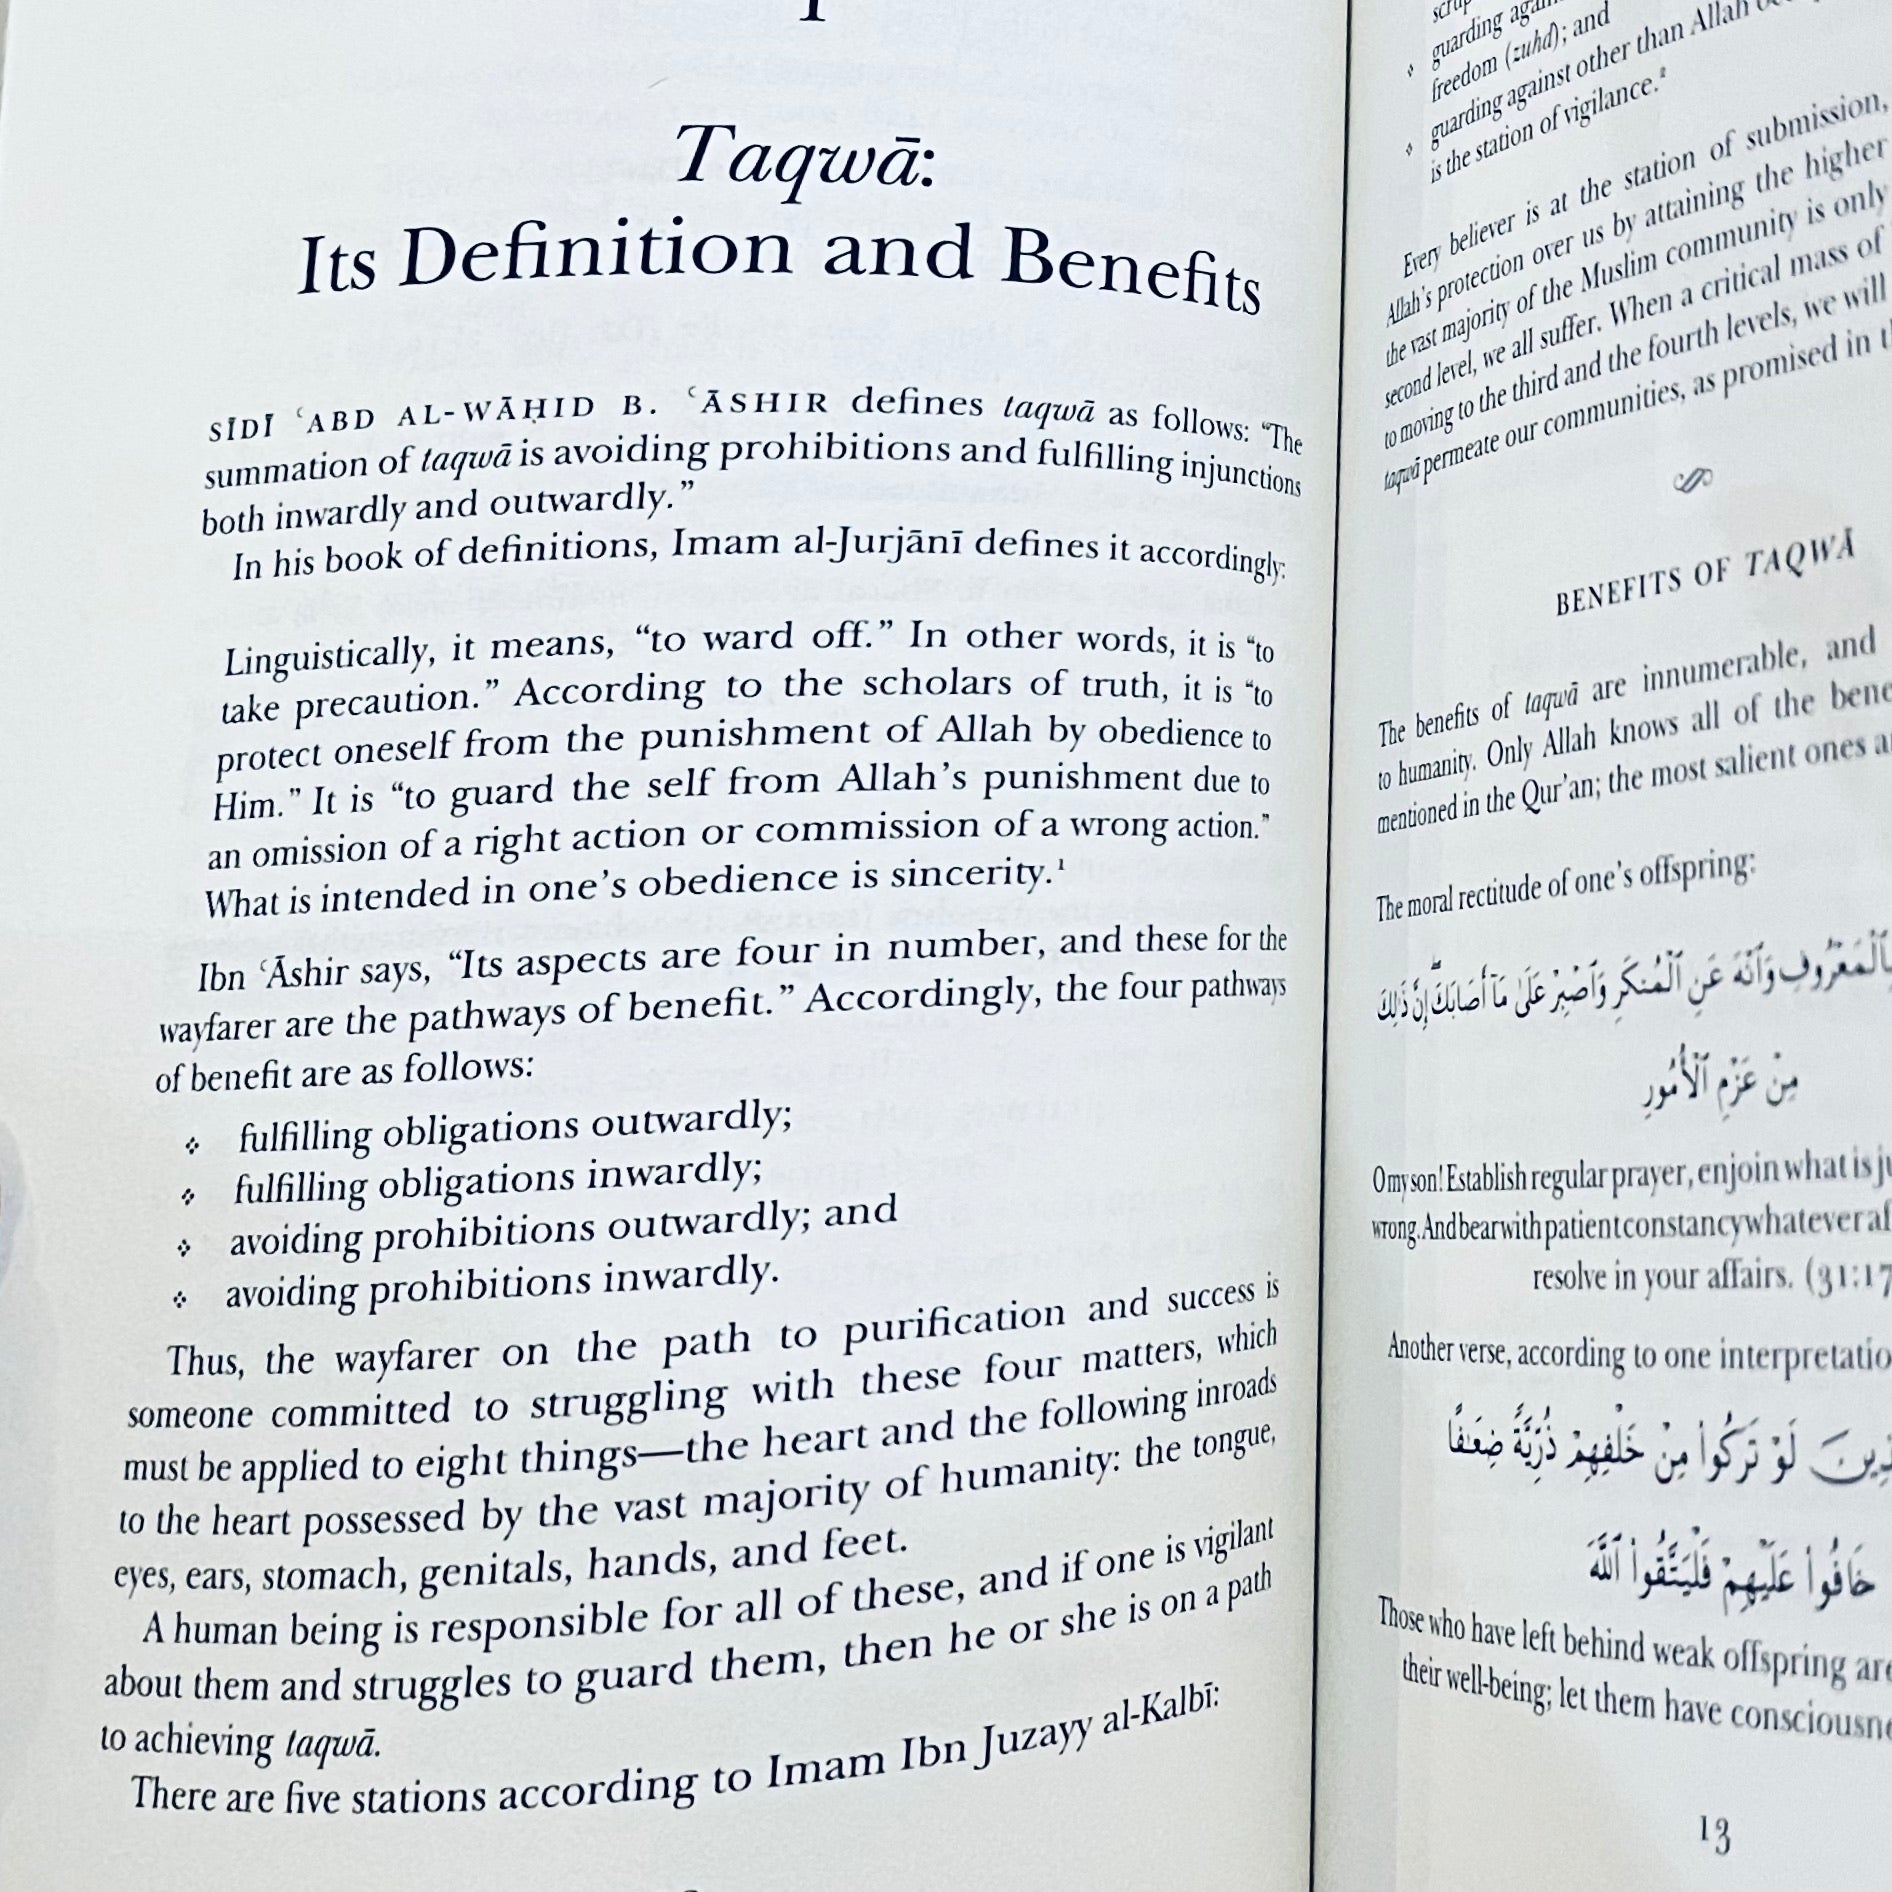 1
Taqwā:
Its Definition and Benefits
SĪDĪ ʿABD AL-WĀḤID B. ʿĀSHIR defines taqwā as follows: “The
summation of taqwā is avoiding prohibitions and fulfilling injunctions
both inwardly and outwardly.”
In his book of definitions, Imam al-Jurjānī defines it accordingly:
Linguistically, it means, “to ward off.” In other words, it is “to
take precaution.” According to the scholars of truth, it is “to
protect oneself from the punishment of Allah by obedience to
Him.” It is “to guard the self from Allah’s punishment due to
an omission of a right action or commission of a wrong action.”
What is intended in one’s obedience is sincerity.¹
Ibn ʿĀshir says, “Its aspects are four in number, and these for the
wayfarer are the pathways of benefit.” Accordingly, the four pathways
of benefit are as follows:
❖ fulfilling obligations outwardly;
❖ fulfilling obligations inwardly;
❖ avoiding prohibitions outwardly; and
❖ avoiding prohibitions inwardly.
Thus, the wayfarer on the path to purification and success is
someone committed to struggling with these four matters, which
must be applied to eight things—the heart and the following inroads
to the heart possessed by the vast majority of humanity: the tongue,
eyes, ears, stomach, genitals, hands, and feet.
A human being is responsible for all of these, and if one is vigilant
about them and struggles to guard them, then he or she is on a path
to achieving taqwā.
There are five stations according to Imam Ibn Juzayy al-Kalbī:
guarding
❖ freedom (zuhd); and
guarding against other than Allah
❖ is the station of vigilance.²
Every believer is at the station of submission,
Allah’s protection over us by attaining the higher
the vast majority of the Muslim community is only
second level, we all suffer. When a critical mass of
to moving to the third and the fourth levels, we will
taqwā permeate our communities, as promised in
BENEFITS OF TAQWĀ
The benefits of taqwā are innumerable, and
to humanity. Only Allah knows all of the
mentioned in the Qur’an; the most salient ones
The moral rectitude of one’s offspring:
بِٱلْمَعْرُوفِ وَٱنْهَ عَنِ ٱلْمُنكَرِ وَٱصْبِرْ عَلَىٰ مَآ أَصَابَكَ ۖ إِنَّ ذَٰلِكَ
مِنْ عَزْمِ ٱلْأُمُورِ
O my son! Establish regular prayer, enjoin what is
wrong. And bear with patient constancy whatever
resolve in your affairs. (31:17
Another verse, according to one
لَوْ تَرَكُوا۟ مِنْ خَلْفِهِمْ ذُرِّيَّةً ضِعَـٰفًا
خَافُوا۟ عَلَيْهِمْ فَلْيَتَّقُوا۟ ٱللَّهَ
Those who have left behind weak offspring
their well-being; let them have
13